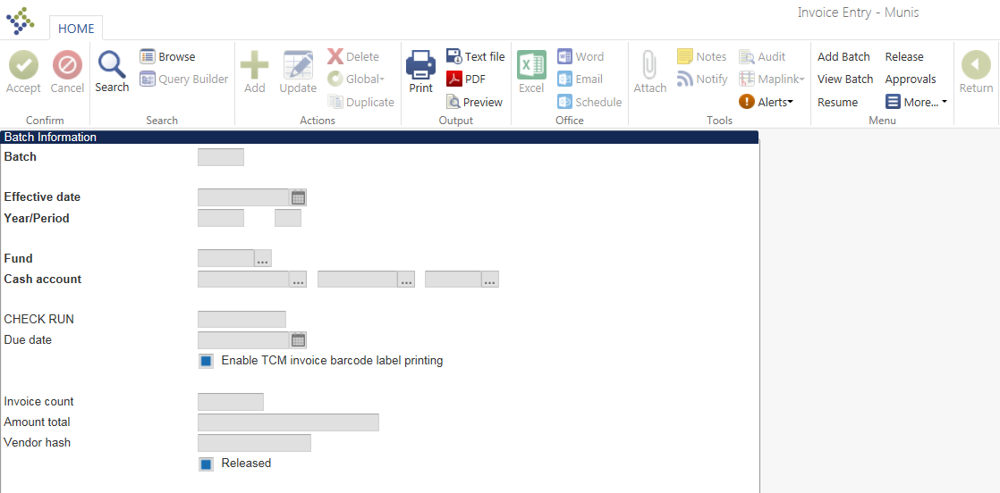 Invoice Entry - Munis
HOME
Accept Cancel Search Browse Query Builder Add Update Delete Global Duplicate Print Text file PDF Preview Excel Word Email Schedule Attach Notes Notify Audit Maplink Alerts Add Batch View Batch Resume Release Approvals More... Return
Confirm Search Actions Output Office Tools Menu
Batch Information
Batch
Effective date
Year/Period
Fund ...
Cash account ... ... ...
CHECK RUN
Due date
Enable TCM invoice barcode label printing
Invoice count
Amount total
Vendor hash
Released